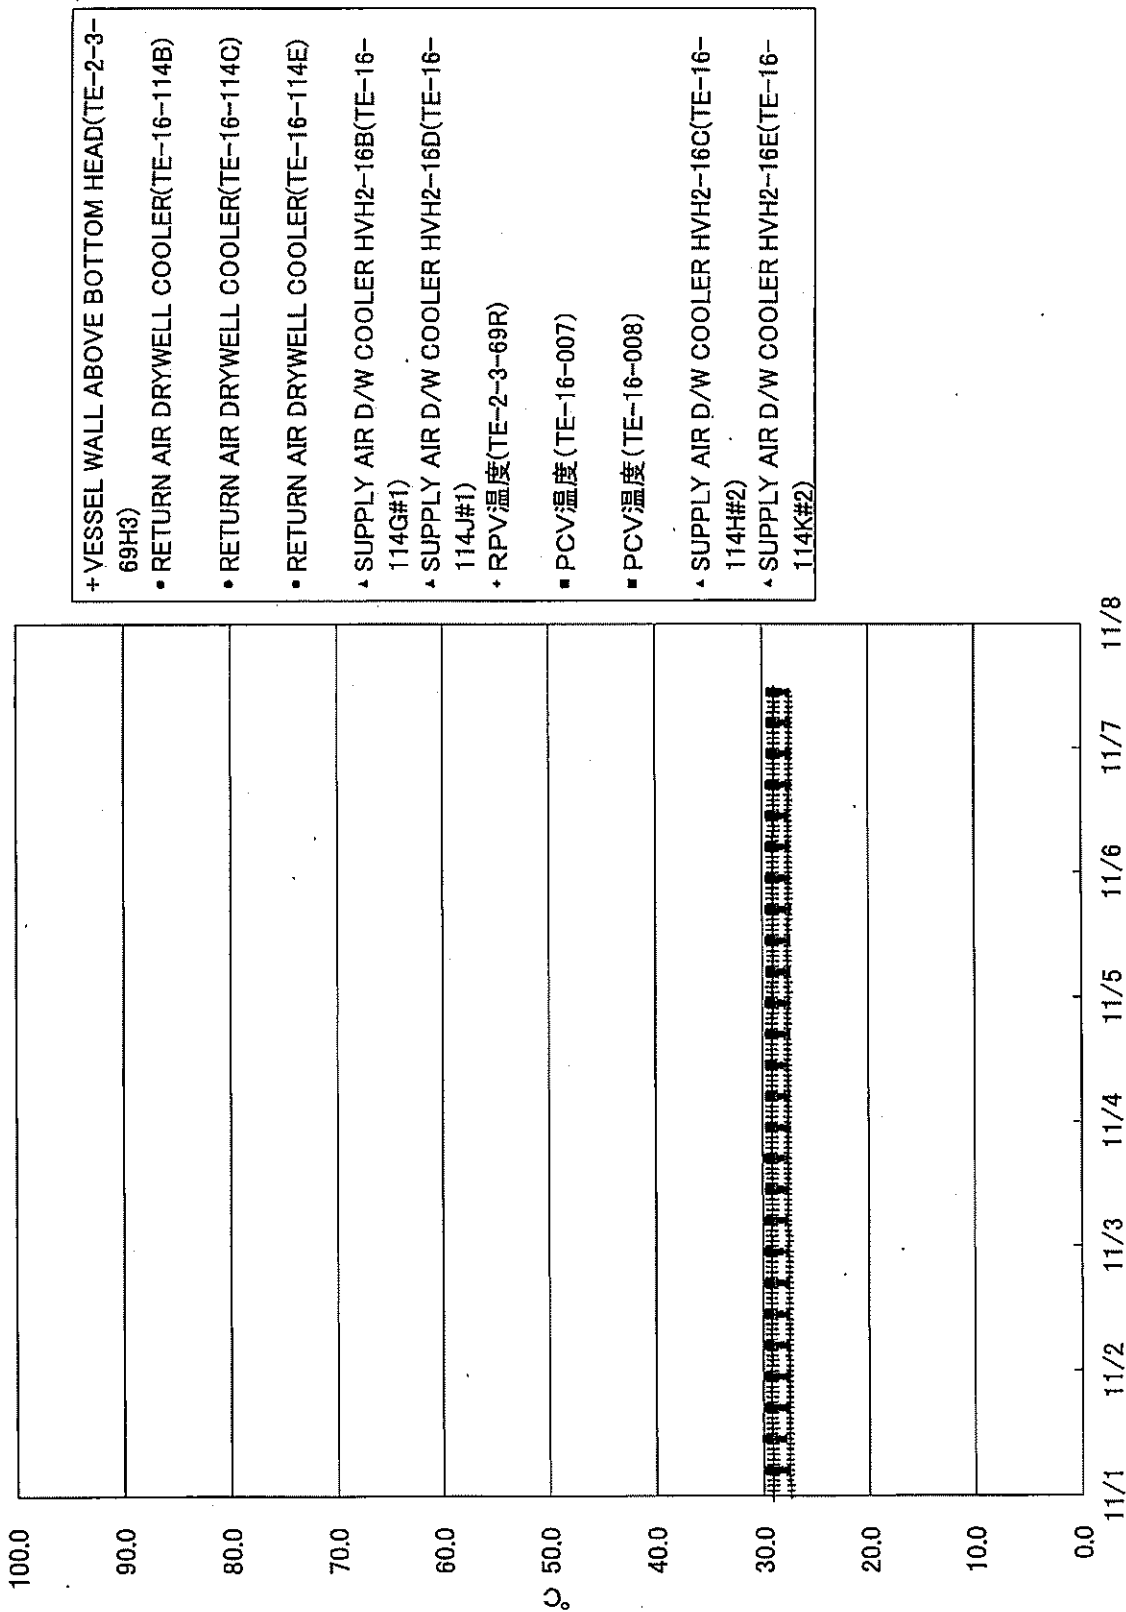 100.0
90.0
80.0
70.0
60.0
50.0
40.0
30.0
20.0
10.0
0.0
℃
11/1
11/2
11/3
11/4
11/5
11/6
11/7
11/8
+VESSEL WALL ABOVE BOTTOM HEAD(TE-2-3-
69H3)
• RETURN AIR DRYWELL COOLER(TE-16-114B)
• RETURN AIR DRYWELL COOLER(TE-16-114C)
• RETURN AIR DRYWELL COOLER(TE-16-114E)
▲ SUPPLY AIR D/W COOLER HVH2-16B(TE-16-
114G#1)
▲ SUPPLY AIR D/W COOLER HVH2-16D(TE-16-
114J#1)
+ RPV温度(TE-2-3-69R)
■ PCV温度(TE-16-007)
■ PCV温度(TE-16-008)
▲ SUPPLY AIR D/W COOLER HVH2-16C(TE-16-
114H#2)
▲ SUPPLY AIR D/W COOLER HVH2-16E(TE-16-
114K#2)